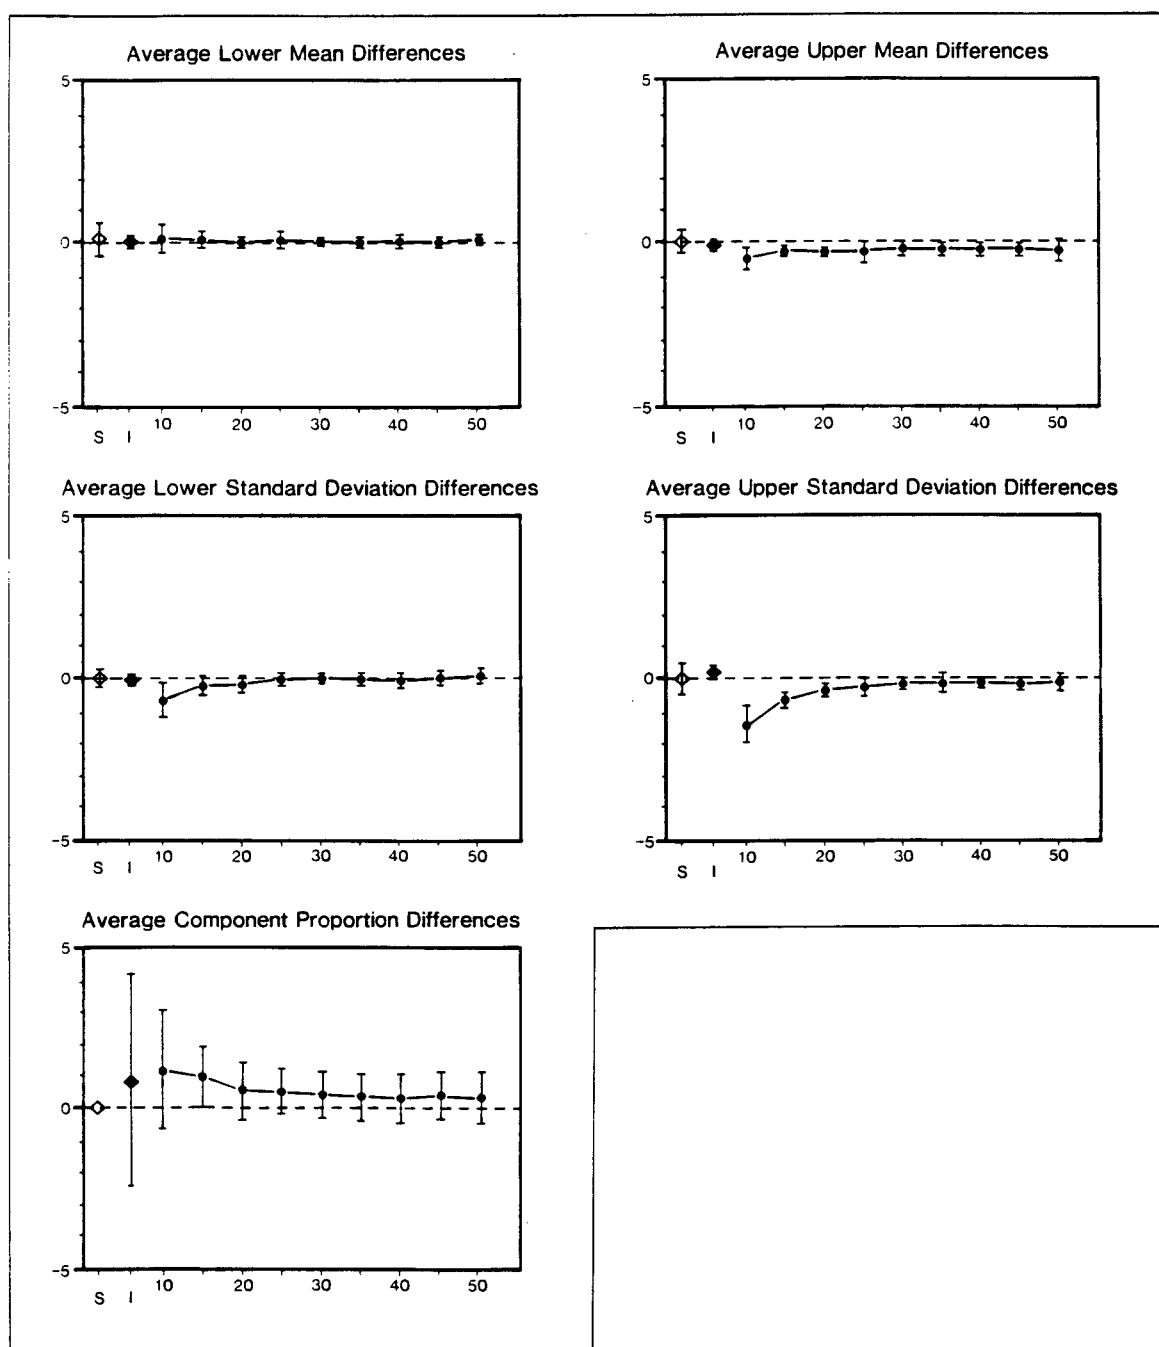 Average Lower Mean Differences
5
0
-5
S I 10 20 30 40 50
Average Upper Mean Differences
5
0
-5
S I 10 20 30 40 50
Average Lower Standard Deviation Differences
5
0
-5
S I 10 20 30 40 50
Average Upper Standard Deviation Differences
5
0
-5
S I 10 20 30 40 50
Average Component Proportion Differences
5
0
-5
S I 10 20 30 40 50